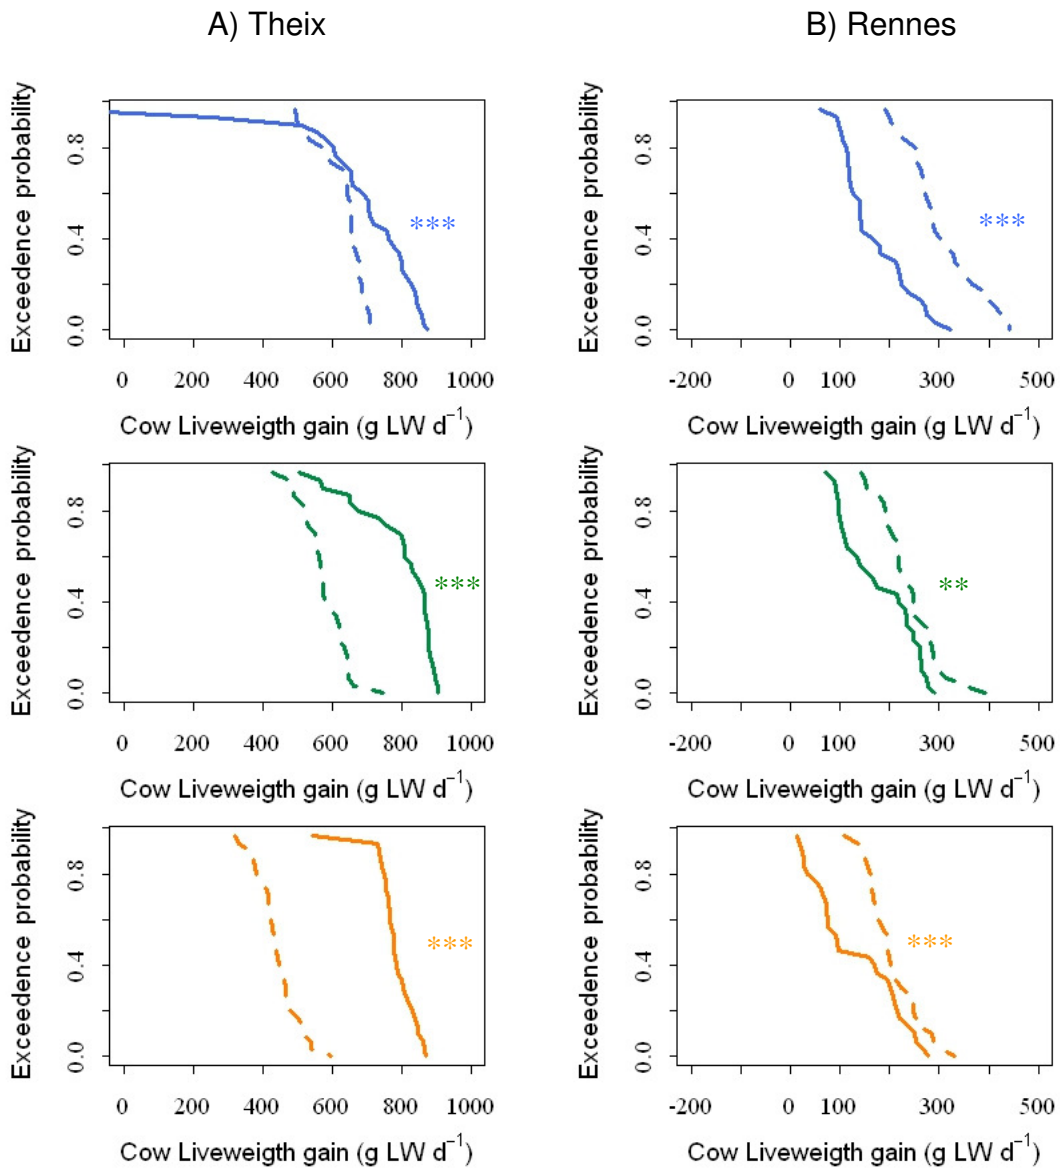 A) Theix
B) Rennes
Exceedence probability
0.0 0.4 0.8
***
0 200 400 600 800 1000
Cow Liveweigth gain (g LW d⁻¹)
Exceedence probability
0.0 0.4 0.8
***
-200 0 100 300 500
Cow Liveweigth gain (g LW d⁻¹)
Exceedence probability
0.0 0.4 0.8
***
0 200 400 600 800 1000
Cow Liveweigth gain (g LW d⁻¹)
Exceedence probability
0.0 0.4 0.8
**
-200 0 100 300 500
Cow Liveweigth gain (g LW d⁻¹)
Exceedence probability
0.0 0.4 0.8
***
0 200 400 600 800 1000
Cow Liveweigth gain (g LW d⁻¹)
Exceedence probability
0.0 0.4 0.8
***
-200 0 100 300 500
Cow Liveweigth gain (g LW d⁻¹)